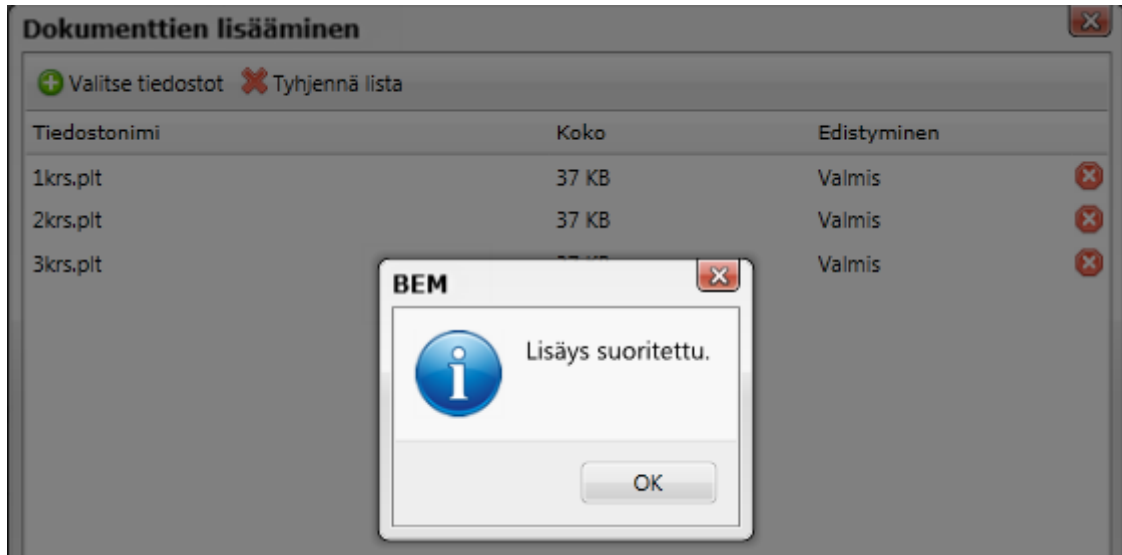 Dokumenttien lisääminen
Valitse tiedostot Tyhjennä lista
Tiedostonimi Koko Edistyminen
1krs.plt 37 KB Valmis
2krs.plt 37 KB Valmis
3krs.plt Valmis
BEM
Lisäys suoritettu.
OK